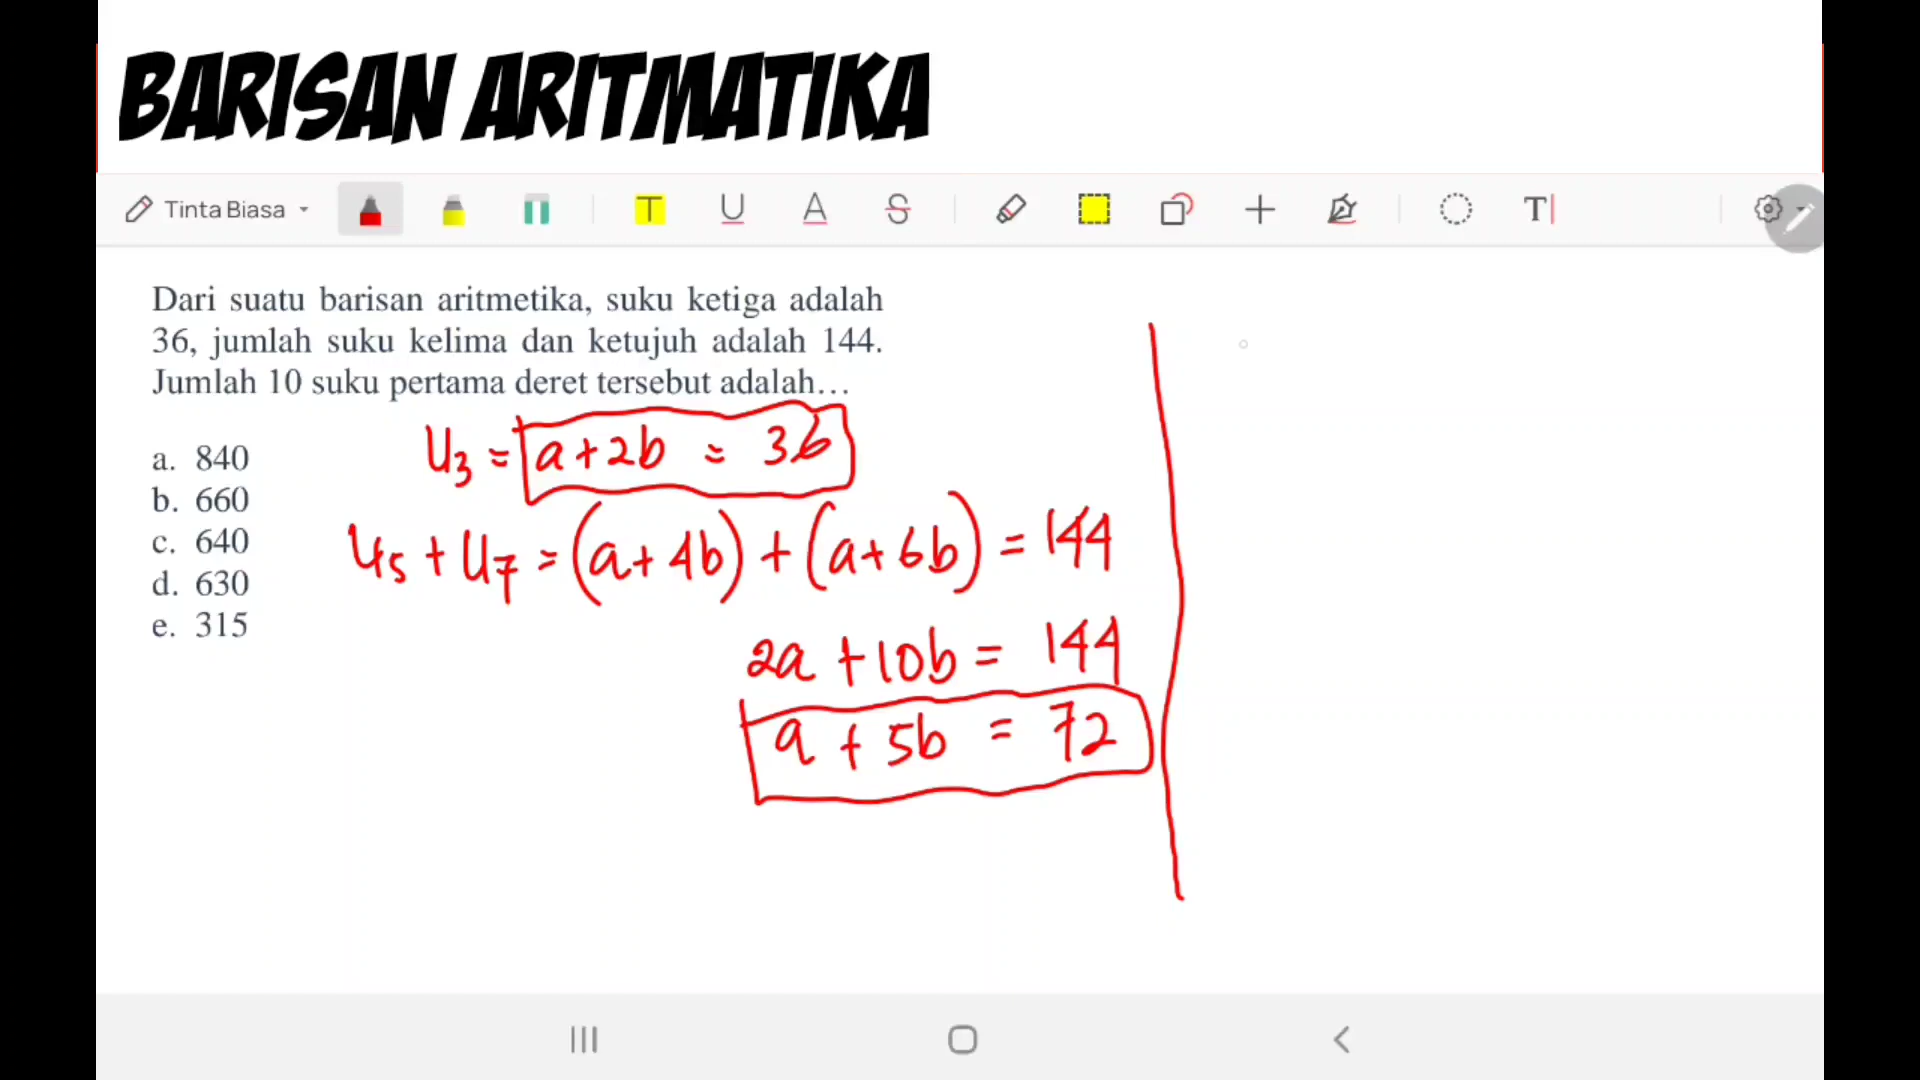 BARISAN ARITMATIKA
Tinta Biasa
Dari suatu barisan aritmetika, suku ketiga adalah
36, jumlah suku kelima dan ketujuh adalah 144.
Jumlah 10 suku pertama deret tersebut adalah…
a. 840
b. 660
c. 640
d. 630
e. 315
U₃ = a+2b = 36
U₅ + U₇ = (a+4b) + (a+6b) = 144
2a + 10b = 144
a + 5b = 72